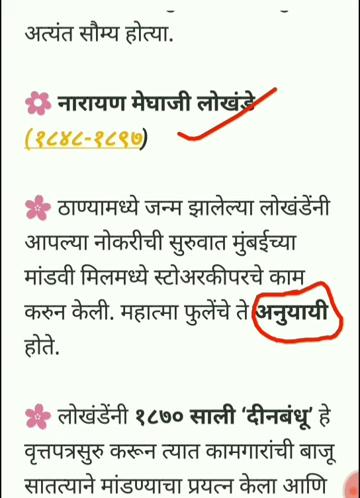 अत्यंत सौम्य होत्या.
नारायण मेघाजी लोखंडे
(१८४८-१८९७)
ठाण्यामध्ये जन्म झालेल्या लोखंडेंनी
आपल्या नोकरीची सुरुवात मुंबईच्या
मांडवी मिलमध्ये स्टोअरकीपरचे काम
करुन केली. महात्मा फुलेंचे ते अनुयायी
होते.
लोखंडेंनी १८७० साली 'दीनबंधू' हे
वृत्तपत्रसुरु करून त्यात कामगारांची बाजू
सातत्याने मांडण्याचा प्रयत्न केला आणि